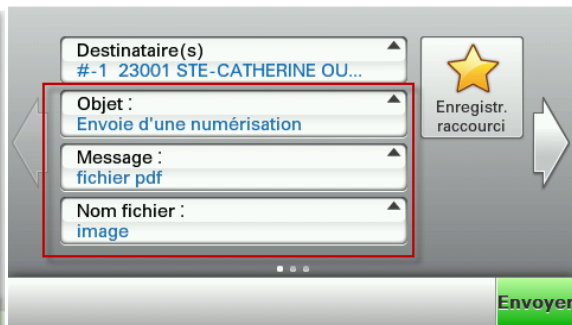 Destinataire(s)
#-1 23001 STE-CATHERINE OU...
Objet :
Envoie d'une numérisation
Message :
fichier pdf
Nom fichier :
image
Enregistr.
raccourci
Envoyer